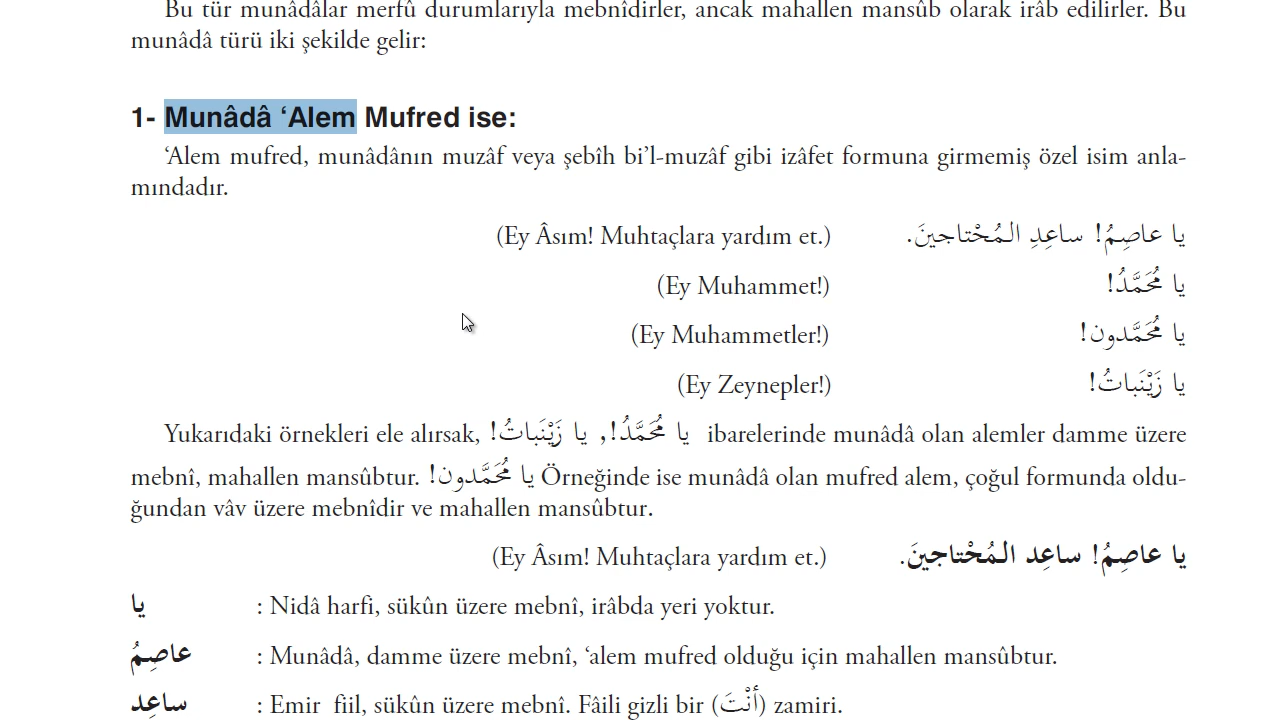 Bu tür munâdâlar merfû durumlarıyla mebnîdirler, ancak mahallen mansûb olarak irâb edilirler. Bu
munâdâ türü iki şekilde gelir:
1- Munâdâ ‘Alem Mufred ise:
‘Alem mufred, munâdânın muzâf veya şebîh bi’l-muzâf gibi izâfet formuna girmemiş özel isim anla-
mındadır.
(Ey Âsım! Muhtaçlara yardım et.) يا عاصِمُ! ساعِدِ الـمُحْتاجينَ.
(Ey Muhammet!) يا مُحَمَّدُ!
(Ey Muhammetler!) يا مُحَمَّدون!
(Ey Zeynepler!) يا زَيْنَباتُ!
Yukarıdaki örnekleri ele alırsak, يا مُحَمَّدُ!, يا زَيْنَباتُ! ibarelerinde munâdâ olan alemler damme üzere
mebnî, mahallen mansûbtur. يا مُحَمَّدون! Örneğinde ise munâdâ olan mufred alem, çoğul formunda oldu-
ğundan vâv üzere mebnîdir ve mahallen mansûbtur.
(Ey Âsım! Muhtaçlara yardım et.) يا عاصِمُ! ساعِد الـمُحْتاجينَ.
يا : Nidâ harfi, sükûn üzere mebnî, irâbda yeri yoktur.
عاصِمُ : Munâdâ, damme üzere mebnî, ‘alem mufred olduğu için mahallen mansûbtur.
ساعِد : Emir fiil, sükûn üzere mebnî. Fâili gizli bir (أنْتَ) zamiri.